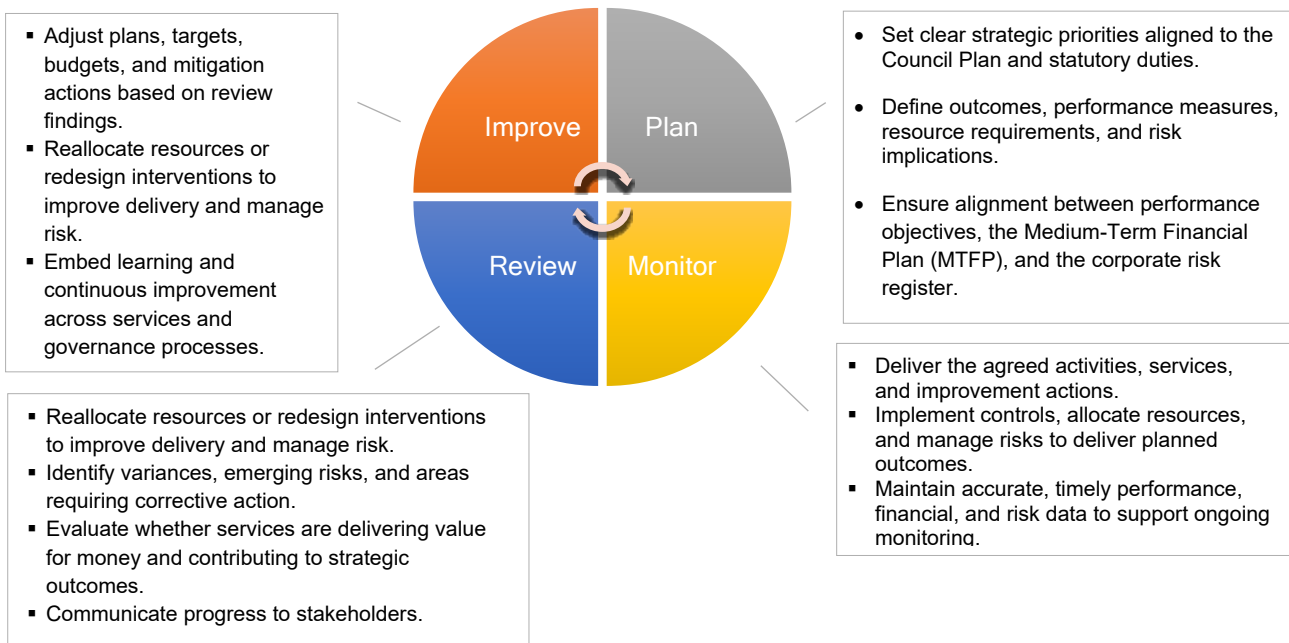 ▪ Adjust plans, targets,
budgets, and mitigation
actions based on review
findings.
▪ Reallocate resources or
redesign interventions to
improve delivery and manage
risk.
▪ Embed learning and
continuous improvement
across services and
governance processes.
Improve
Plan
Review
Monitor
• Set clear strategic priorities aligned to the
Council Plan and statutory duties.
• Define outcomes, performance measures,
resource requirements, and risk
implications.
• Ensure alignment between performance
objectives, the Medium-Term Financial
Plan (MTFP), and the corporate risk
register.
▪ Reallocate resources or redesign interventions
to improve delivery and manage risk.
▪ Identify variances, emerging risks, and areas
requiring corrective action.
▪ Evaluate whether services are delivering value
for money and contributing to strategic
outcomes.
▪ Communicate progress to stakeholders.
▪ Deliver the agreed activities, services,
and improvement actions.
▪ Implement controls, allocate resources,
and manage risks to deliver planned
outcomes.
▪ Maintain accurate, timely performance,
financial, and risk data to support ongoing
monitoring.